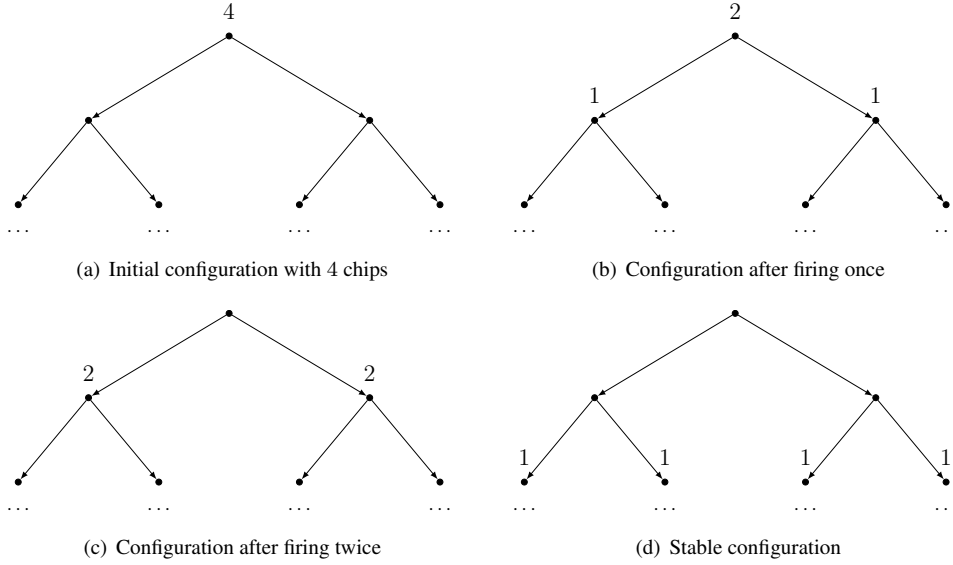 4
2
1 1
... ... ... ...
... ... ... ..
(a) Initial configuration with 4 chips
(b) Configuration after firing once
2 2
1 1 1 1
... ... ... ...
... ... ... ..
(c) Configuration after firing twice
(d) Stable configuration